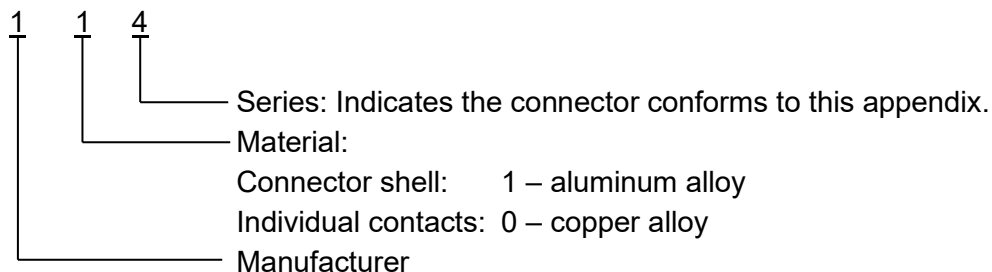 1 1 4
Series: Indicates the connector conforms to this appendix.
Material:
Connector shell: 1 – aluminum alloy
Individual contacts: 0 – copper alloy
Manufacturer